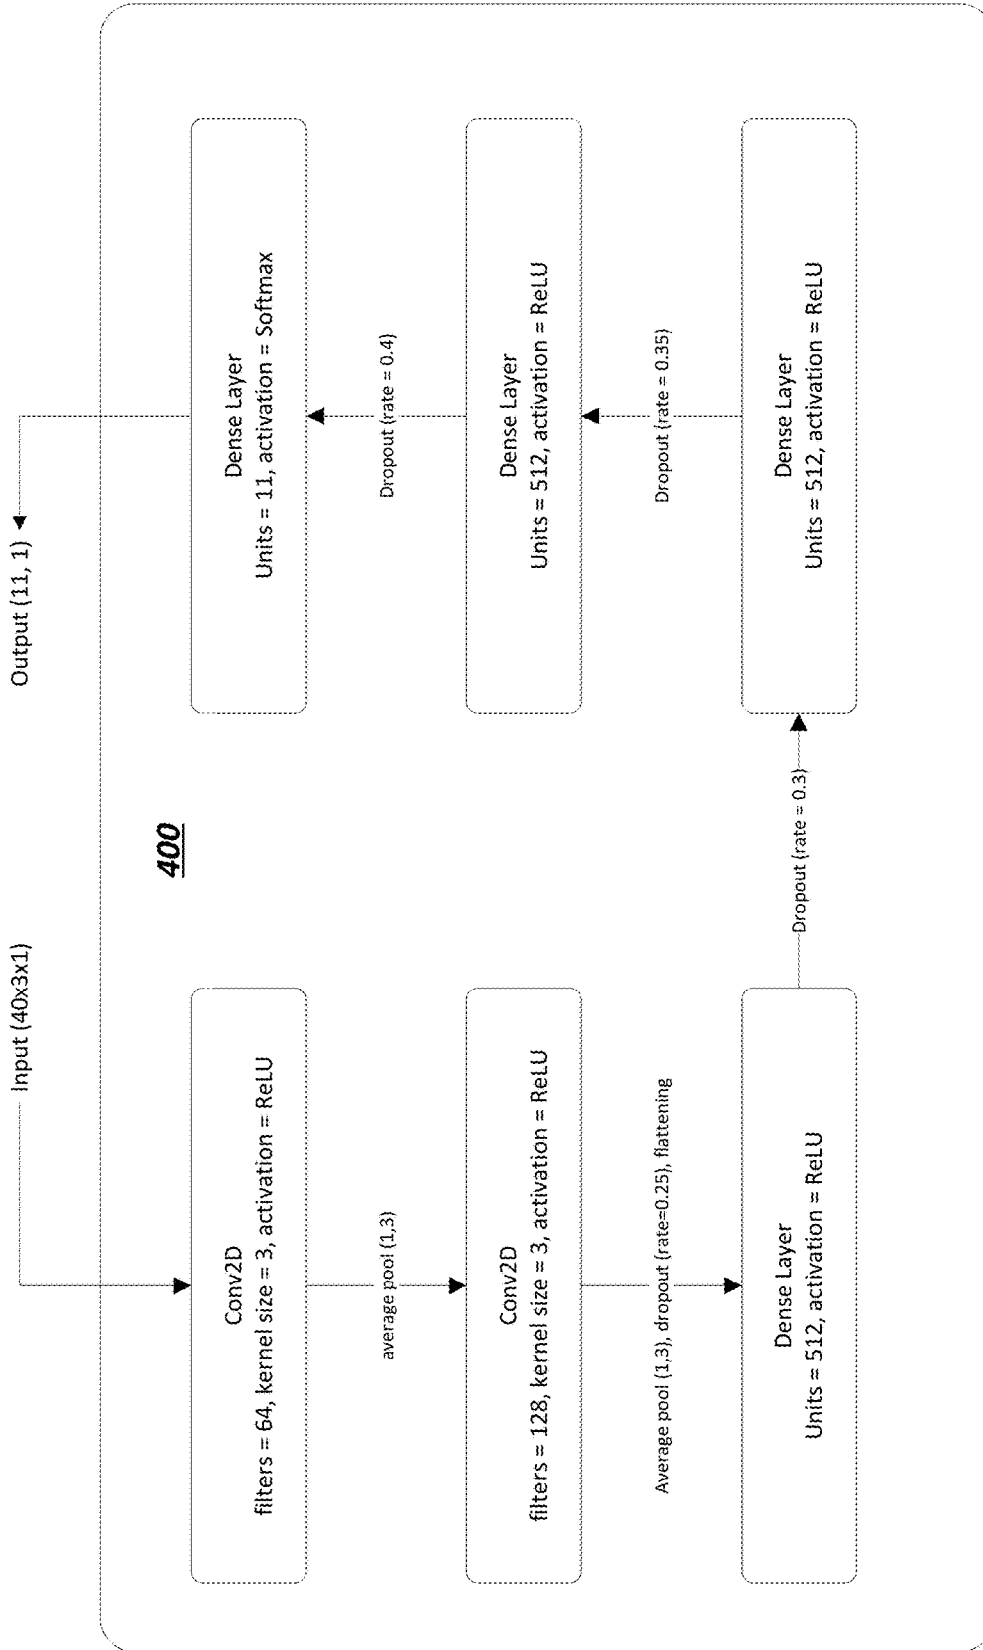 Input (40x3x1)
Output (11, 1)
400
Conv2D
filters = 64, kernel size = 3, activation = ReLU
average pool (1,3)
Conv2D
filters = 128, kernel size = 3, activation = ReLU
Average pool (1,3), dropout (rate=0.25), flattening
Dense Layer
Units = 512, activation = ReLU
Dropout (rate = 0.3)
Dense Layer
Units = 512, activation = ReLU
Dropout (rate = 0.35)
Dense Layer
Units = 512, activation = ReLU
Dropout (rate = 0.4)
Dense Layer
Units = 11, activation = Softmax